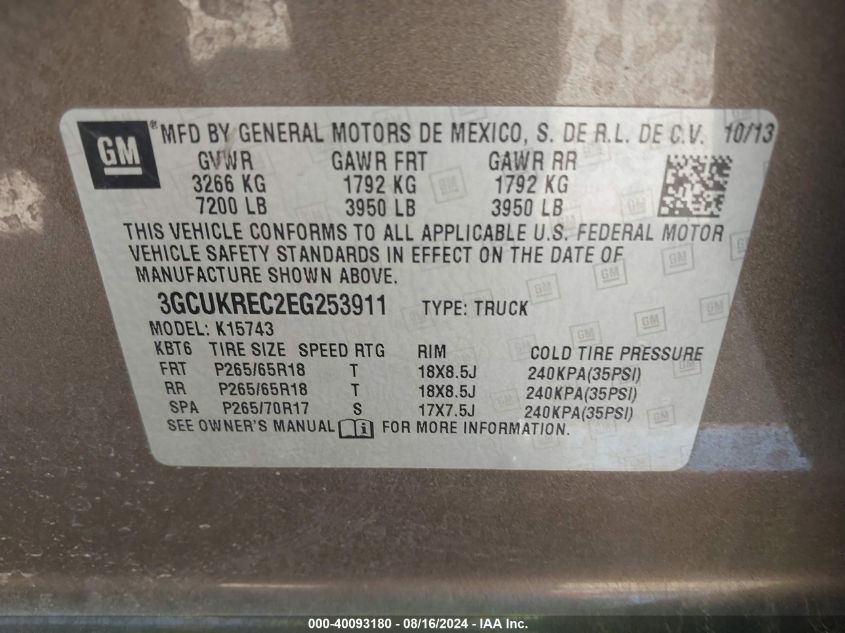 GM ® MFD BY GENERAL MOTORS DE MEXICO, S. DE R.L. DE C.V. 10/13
GVWR GAWR FRT GAWR RR
3266 KG 1792 KG 1792 KG
7200 LB 3950 LB 3950 LB
THIS VEHICLE CONFORMS TO ALL APPLICABLE U.S. FEDERAL MOTOR
VEHICLE SAFETY STANDARDS IN EFFECT ON THE DATE OF
MANUFACTURE SHOWN ABOVE.
3GCUKREC2EG253911 TYPE: TRUCK
MODEL: K15743
KBT6 TIRE SIZE SPEED RTG RIM COLD TIRE PRESSURE
FRT P265/65R18 T 18X8.5J 240KPA(35PSI)
RR P265/65R18 T 18X8.5J 240KPA(35PSI)
SPA P265/70R17 S 17X7.5J 240KPA(35PSI)
SEE OWNER'S MANUAL FOR MORE INFORMATION.
000-40093180 - 08/16/2024 - IAA Inc.